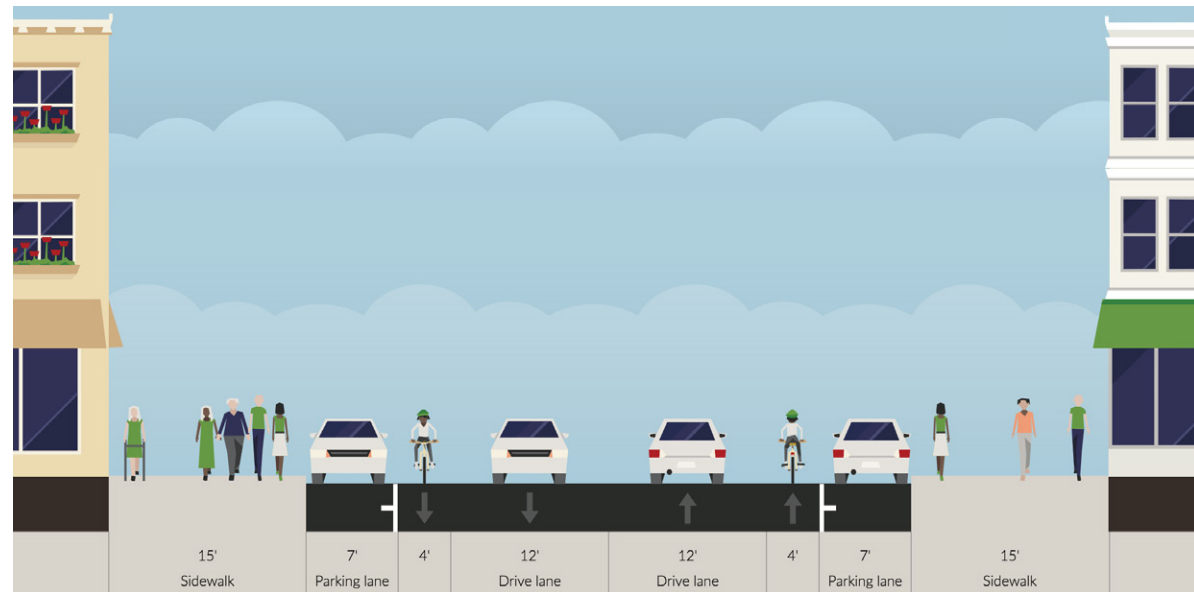 15' 7' 4' 12' 12' 4' 7' 15'
Sidewalk Parking lane Drive lane Drive lane Parking lane Sidewalk